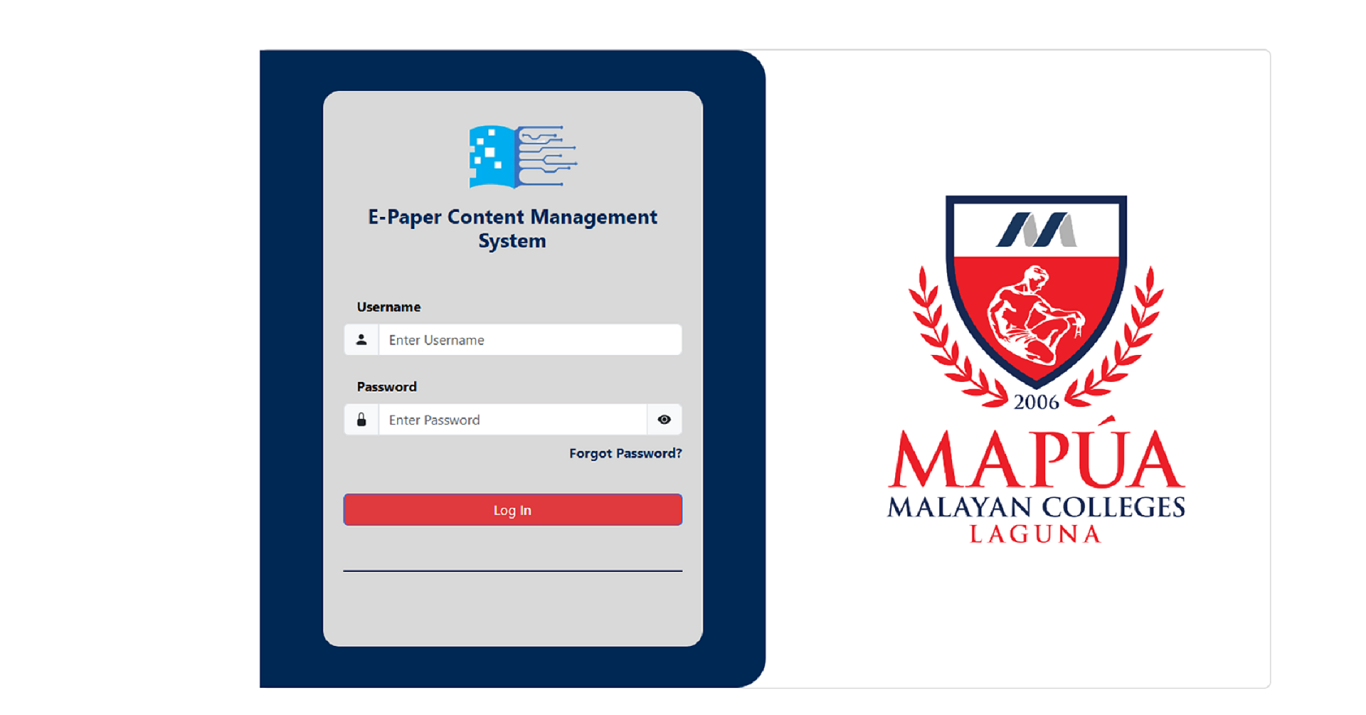 E-Paper Content Management
System
Username
Enter Username
Password
Enter Password
Forgot Password?
Log In
2006
MAPÚA
MALAYAN COLLEGES
LAGUNA